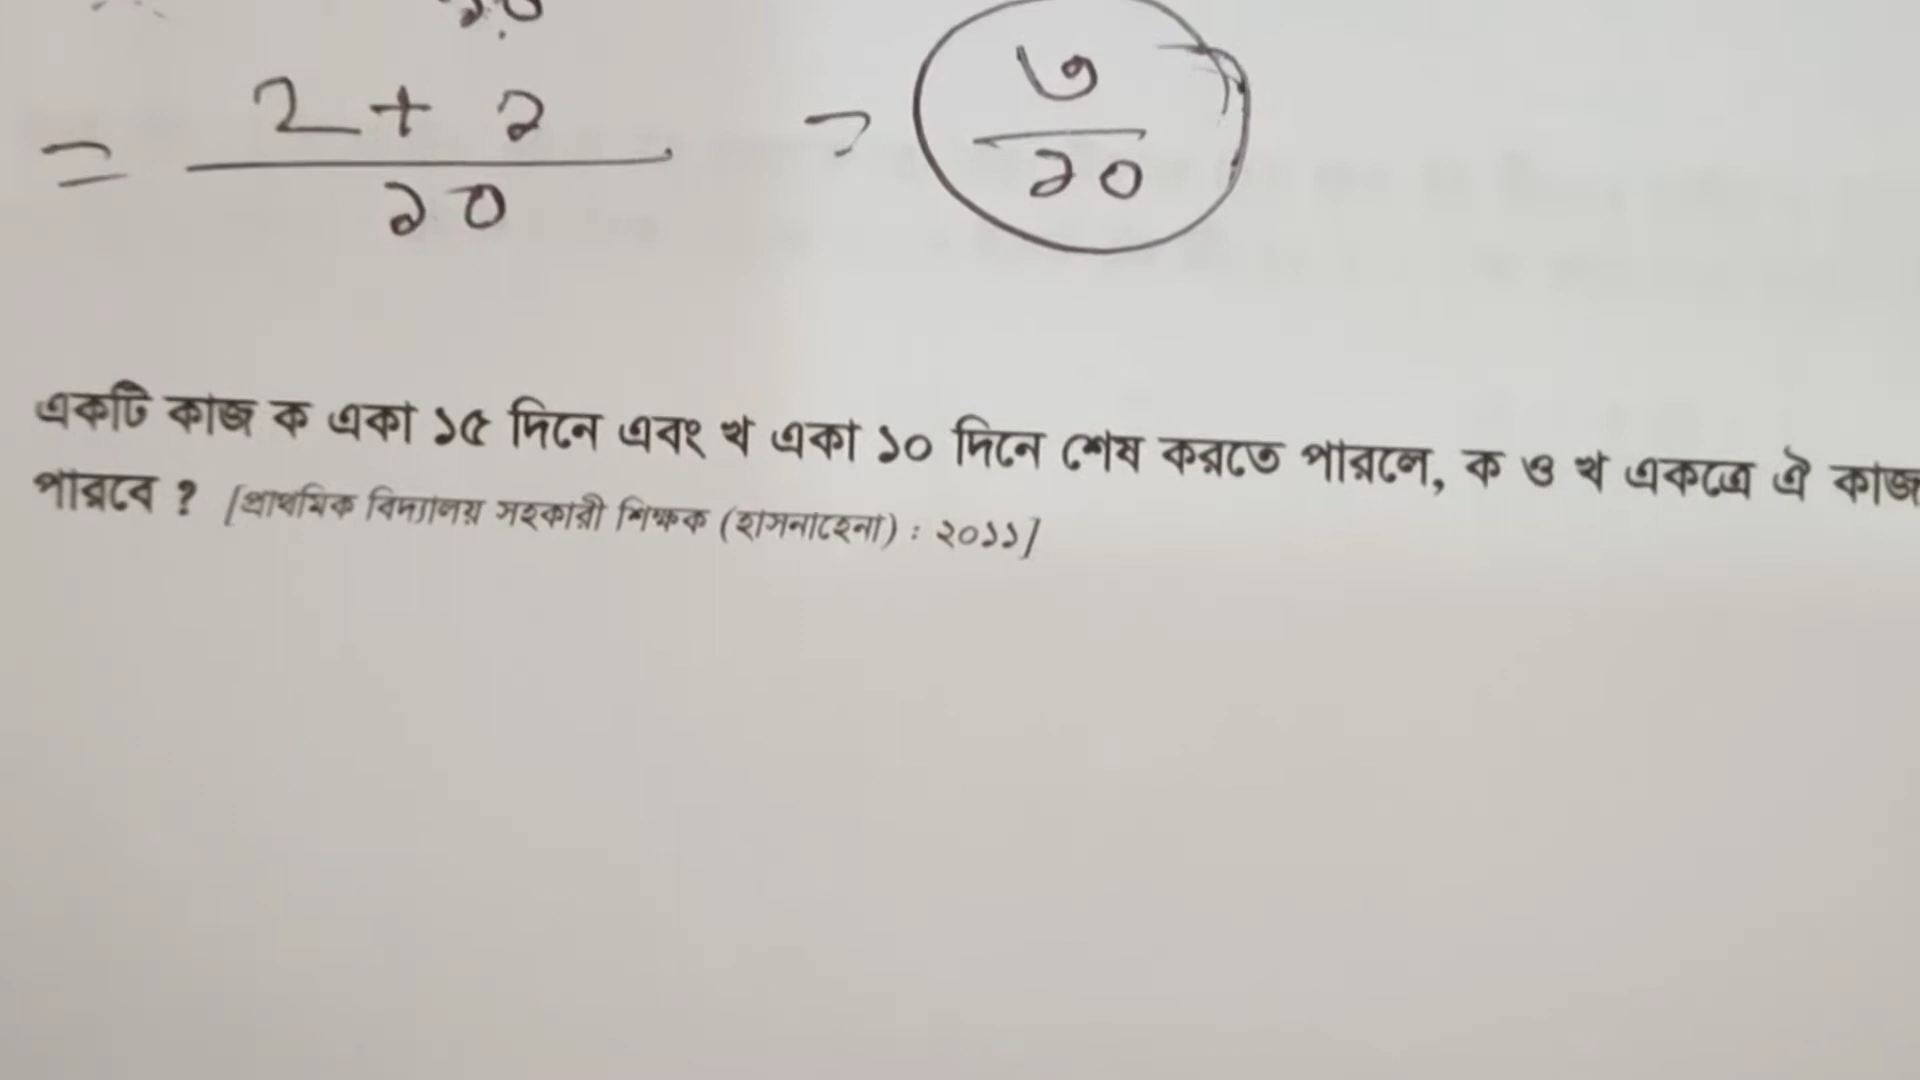 = ২ + ১ / ১০ = ৩ / ১০
একটি কাজ ক একা ১৫ দিনে এবং খ একা ১০ দিনে শেষ করতে পারলে, ক ও খ একত্রে ঐ কাজ
পারবে ? [প্রাথমিক বিদ্যালয় সহকারী শিক্ষক (হাসনাহেনা) : ২০১১]